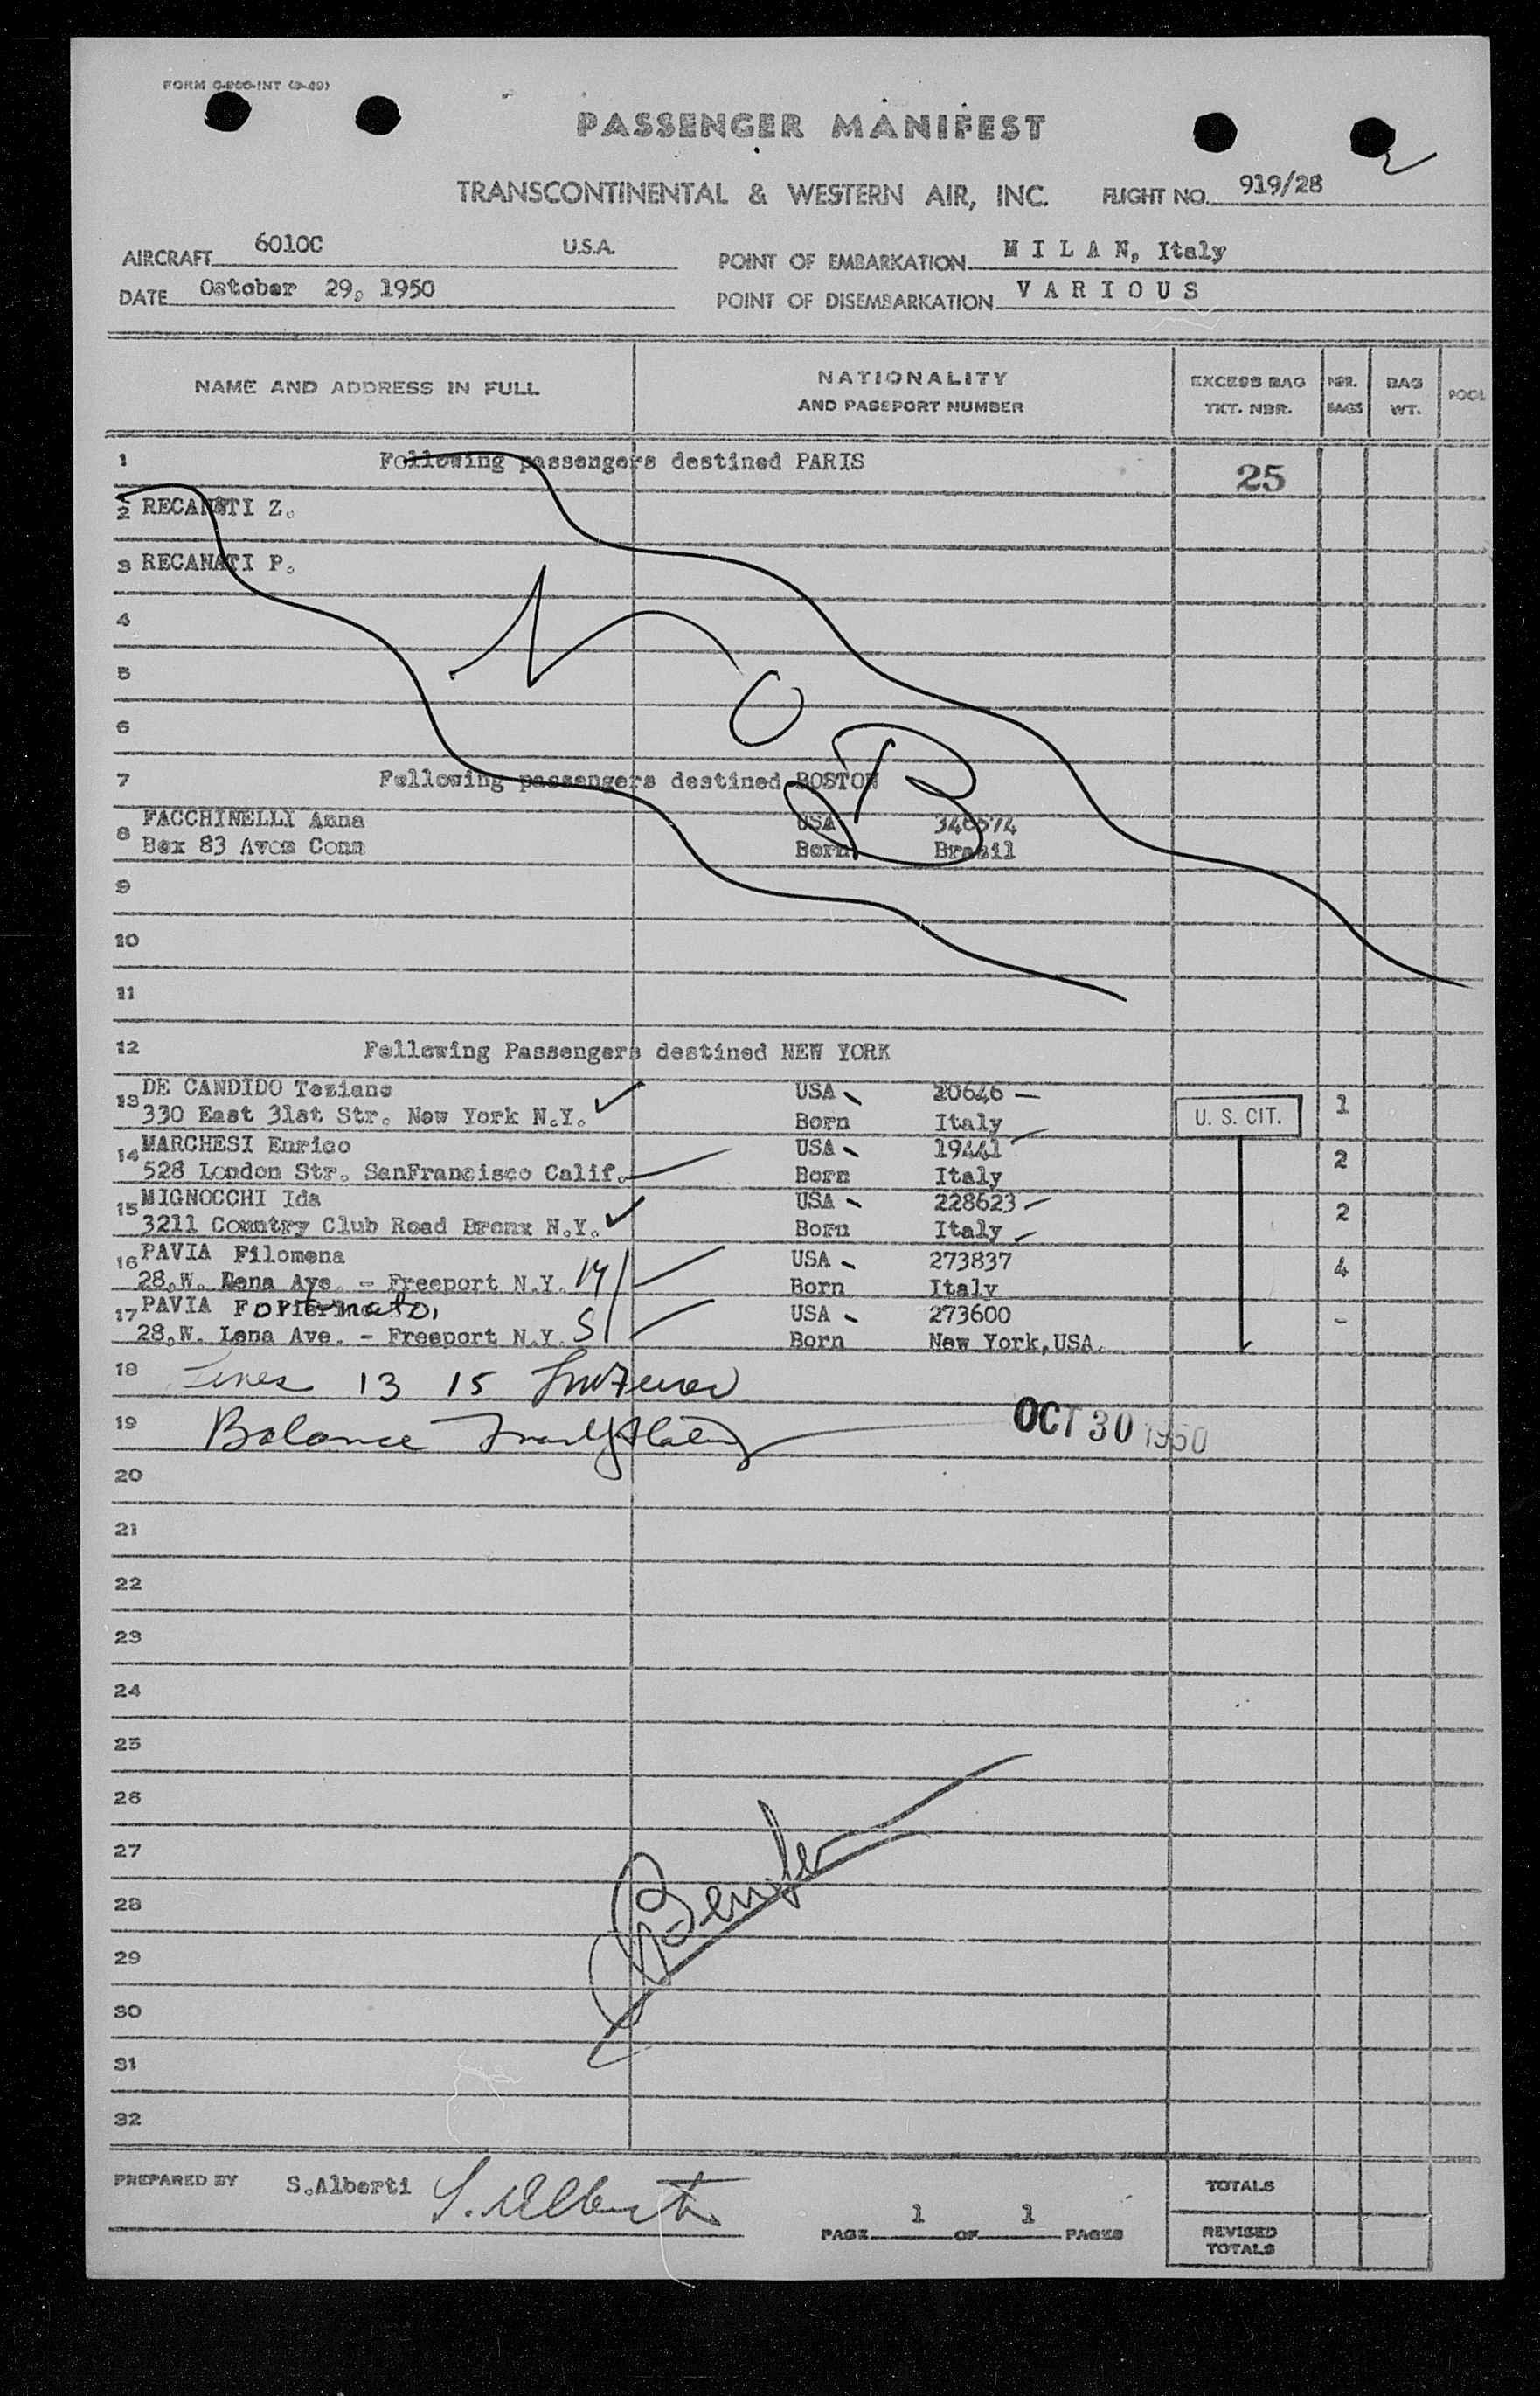 FORM O-200-INT (3-49)
PASSENGER MANIFEST
TRANSCONTINENTAL & WESTERN AIR, INC. FLIGHT NO. 919/28
AIRCRAFT 6010C U.S.A. POINT OF EMBARKATION M I L A N, Italy
DATE Ostober 29, 1950 POINT OF DISEMBARKATION V A R I O U S
NAME AND ADDRESS IN FULL NATIONALITY AND PASSPORT NUMBER EXCESS BAG TKT. NBR. NBR. BAGS BAG WT. POOL
1 Following passengers destined PARIS 25
2 RECANATI Z.
3 RECANATI P.
4
5
N O B
6
7 Following passengers destined BOSTON
8 FACCHINELLI Anna USA 346574
Box 83 Avon Conn Born Brazil
9
10
11
12 Following Passengers destined NEW YORK
13 DE CANDIDO Teziano USA 20646
330 East 31st Str. New York N.Y. Born Italy U. S. CIT. 1
14 MARCHESI Enrico USA 19441
528 London Str. SanFrancisco Calif. Born Italy 2
15 MIGNOCCHI Ida USA 228623
3211 Country Club Road Bronx N.Y. Born Italy 2
16 PAVIA Filomena USA 273837
28,W. Lena Ave. - Freeport N.Y. M Born Italy 4
17 PAVIA Fortunato, USA 273600 -
28,W. Lena Ave. - Freeport N.Y. S Born New York,USA.
18 Lines 13 15
19 Balance OCT 30 1950
20
21
22
23
24
25
26
27
28
29
30
31
32
PREPARED BY S.Alberti S. Alberti TOTALS
PAGE 1 OF 1 PAGES REVISED TOTALS